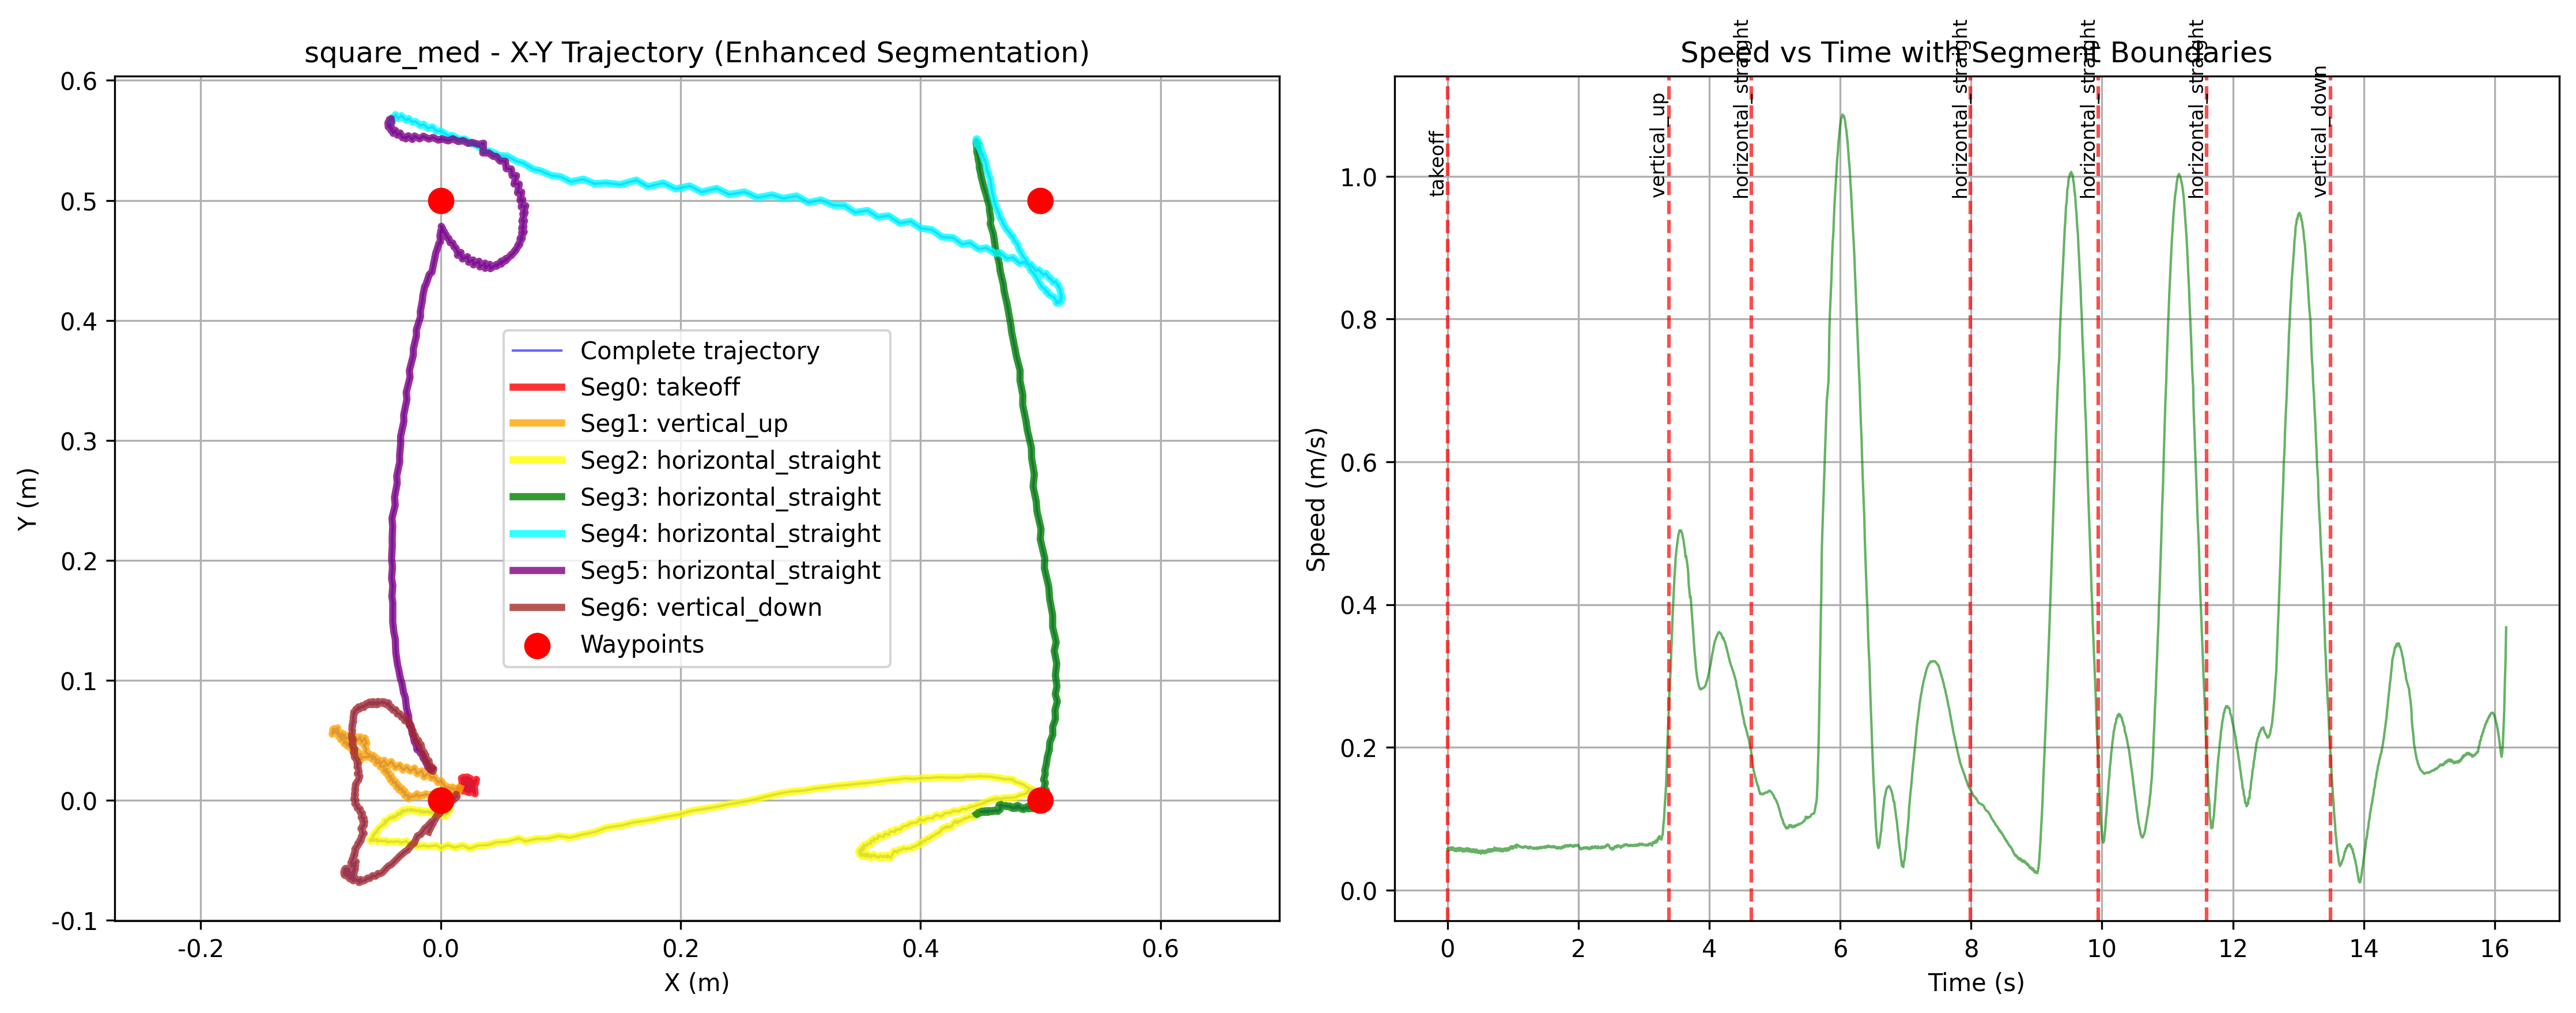 square_med - X-Y Trajectory (Enhanced Segmentation)
0.6
0.5
0.4
0.3
0.2
0.1
0.0
-0.1
Y (m)
-0.2
0.0
0.2
0.4
0.6
X (m)
Complete trajectory
Seg0: takeoff
Seg1: vertical_up
Seg2: horizontal_straight
Seg3: horizontal_straight
Seg4: horizontal_straight
Seg5: horizontal_straight
Seg6: vertical_down
Waypoints
Speed vs Time with Segment Boundaries
takeoff
vertical_up
horizontal_straight
horizontal_straight
horizontal_straight
horizontal_straight
vertical_down
1.0
0.8
0.6
0.4
0.2
0.0
Speed (m/s)
0
2
4
6
8
10
12
14
16
Time (s)